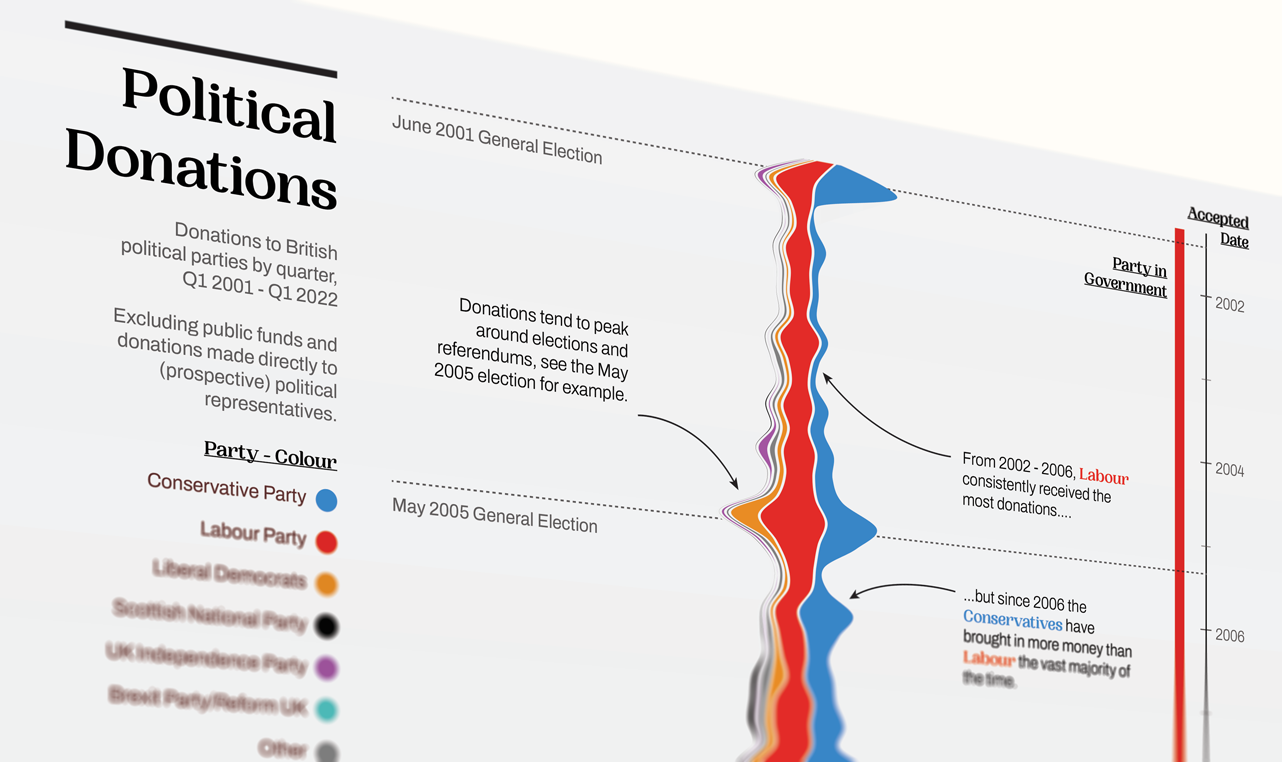 Political
Donations
Donations to British
political parties by quarter,
Q1 2001 - Q1 2022
Excluding public funds and
donations made directly to
(prospective) political
representatives.
Party - Colour
Conservative Party
Labour Party
Liberal Democrats
Scottish National Party
UK Independence Party
Brexit Party/Reform UK
Other
June 2001 General Election
Donations tend to peak
around elections and
referendums, see the May
2005 election for example.
May 2005 General Election
From 2002 - 2006, Labour
consistently received the
most donations....
...but since 2006 the
Conservatives have
brought in more money than
Labour the vast majority of
the time.
Party in
Government
Accepted
Date
2002
2004
2006